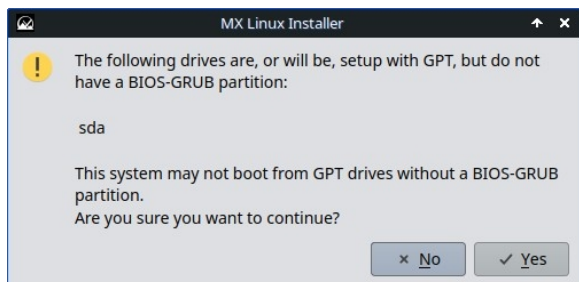 MX Linux Installer
The following drives are, or will be, setup with GPT, but do not
have a BIOS-GRUB partition:
sda
This system may not boot from GPT drives without a BIOS-GRUB
partition.
Are you sure you want to continue?
No
Yes